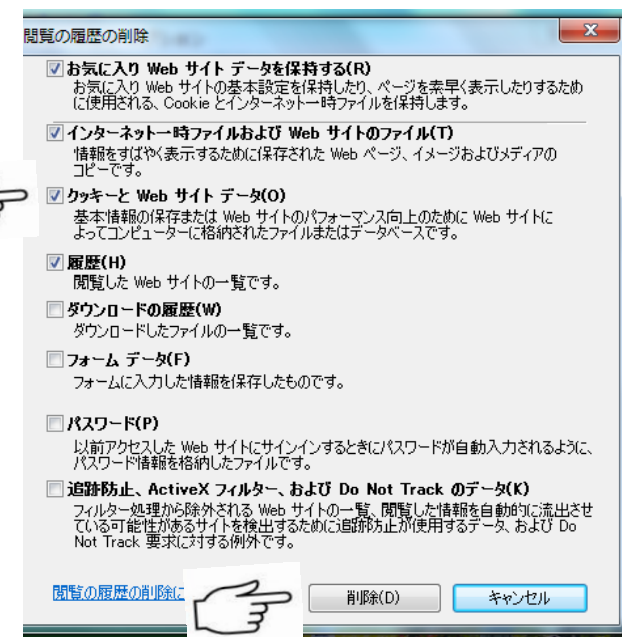 閲覧の履歴の削除
お気に入り Web サイト データを保持する(R)
お気に入り Web サイトの基本設定を保持したり、ページを素早く表示したりするため
に使用される、Cookie とインターネット一時ファイルを保持します。
インターネット一時ファイルおよび Web サイトのファイル(T)
情報をすばやく表示するために保存された Web ページ、イメージおよびメディアの
コピーです。
クッキーと Web サイト データ(O)
基本情報の保存または Web サイトのパフォーマンス向上のために Web サイトに
よってコンピューターに格納されたファイルまたはデータベースです。
履歴(H)
閲覧した Web サイトの一覧です。
ダウンロードの履歴(W)
ダウンロードしたファイルの一覧です。
フォーム データ(F)
フォームに入力した情報を保存したものです。
パスワード(P)
以前アクセスした Web サイトにサインインするときにパスワードが自動入力されるように、
パスワード情報を格納したファイルです。
追跡防止、ActiveX フィルター、および Do Not Track のデータ(K)
フィルター処理から除外される Web サイトの一覧、閲覧した情報を自動的に流出させ
ている可能性があるサイトを検出するために追跡防止が使用するデータ、および Do
Not Track 要求に対する例外です。
閲覧の履歴の削除に
削除(D)
キャンセル